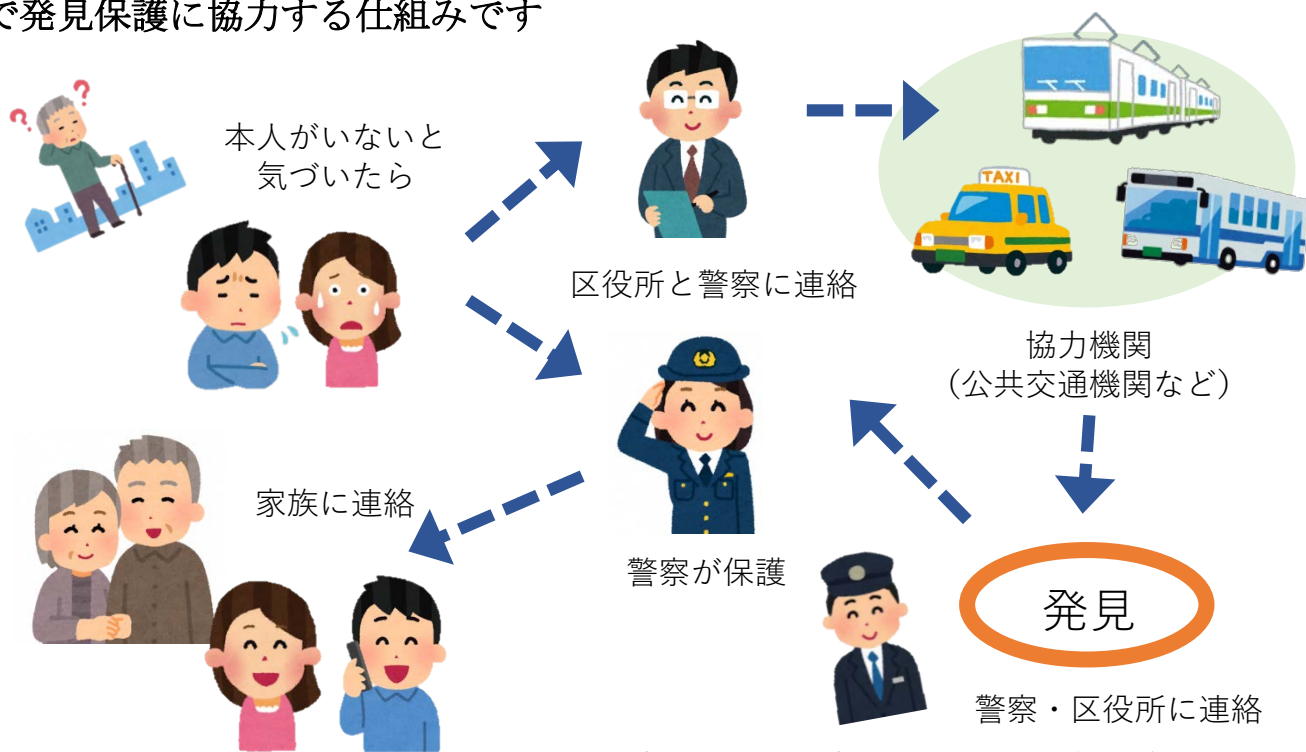 で発見保護に協力する仕組みです
本人がいないと
気づいたら
TAXI
区役所と警察に連絡
協力機関
（公共交通機関など）
家族に連絡
警察が保護
発見
警察・区役所に連絡